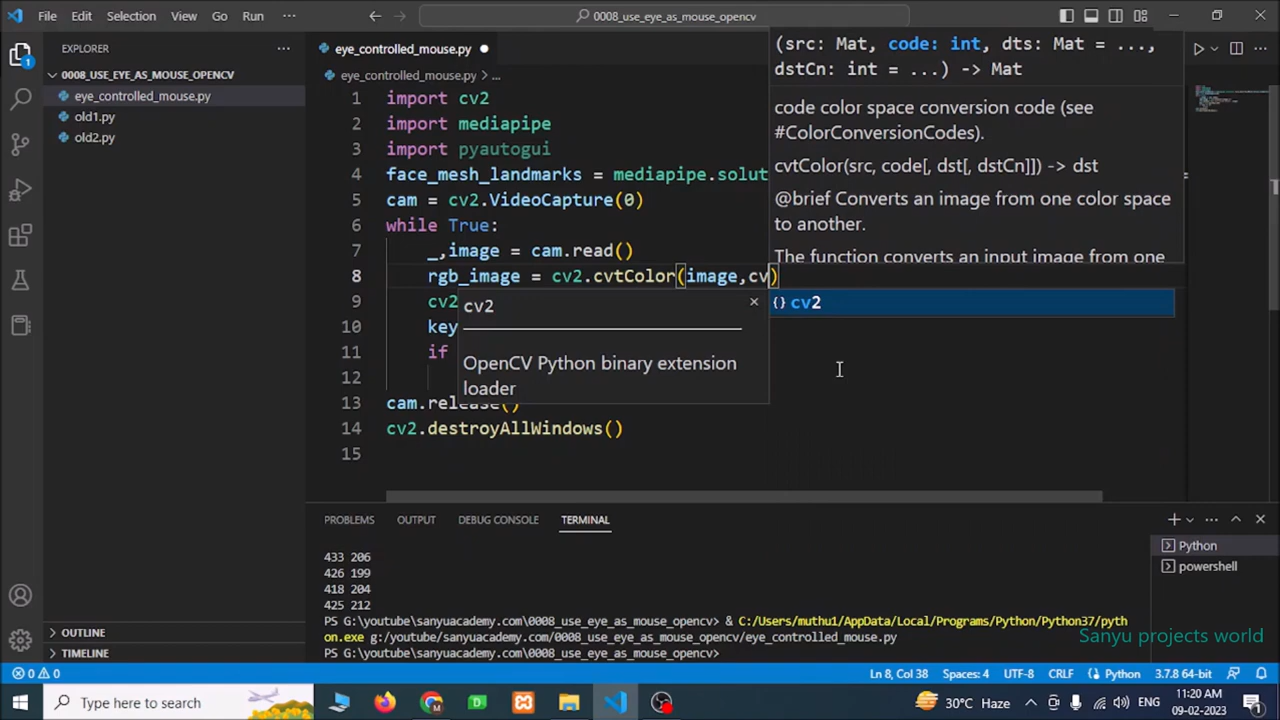 File Edit Selection View Go Run ··· 0008_use_eye_as_mouse_opencv
EXPLORER ···
0008_USE_EYE_AS_MOUSE_OPENCV
eye_controlled_mouse.py
old1.py
old2.py
OUTLINE
TIMELINE
eye_controlled_mouse.py
eye_controlled_mouse.py > ...
1 import cv2
2 import mediapipe
3 import pyautogui
4 face_mesh_landmarks = mediapipe.solut
5 cam = cv2.VideoCapture(0)
6 while True:
7 _,image = cam.read()
8 rgb_image = cv2.cvtColor(image,cv)
9 cv2
10 key
11 if
12
13 cam.release()
14 cv2.destroyAllWindows()
15
(src: Mat, code: int, dts: Mat = ...,
dstCn: int = ...) -> Mat
code color space conversion code (see
#ColorConversionCodes).
cvtColor(src, code[, dst[, dstCn]]) -> dst
@brief Converts an image from one color space
to another.
The function converts an input image from one
{} cv2
cv2 ×
OpenCV Python binary extension
loader
PROBLEMS OUTPUT DEBUG CONSOLE TERMINAL
433 206
426 199
418 204
425 212
PS G:\youtube\sanyuacademy.com\0008_use_eye_as_mouse_opencv> & C:/Users/muthu1/AppData/Local/Programs/Python/Python37/pyth
on.exe g:/youtube/sanyuacademy.com/0008_use_eye_as_mouse_opencv/eye_controlled_mouse.py
PS G:\youtube\sanyuacademy.com\0008_use_eye_as_mouse_opencv>
Python
powershell
Sanyu projects world
0 0 Ln 8, Col 38 Spaces: 4 UTF-8 CRLF Python 3.7.8 64-bit
Type here to search 30°C Haze ENG 11:20 AM
09-02-2023
1